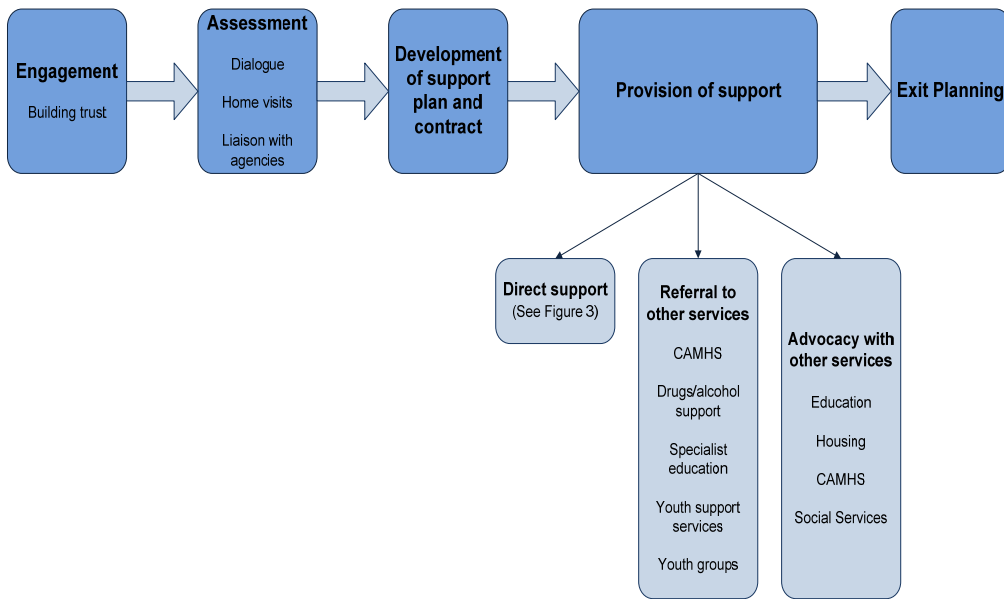 Engagement
Building trust
Assessment
Dialogue
Home visits
Liaison with
agencies
Development
of support
plan and
contract
Provision of support
Exit Planning
Direct support
(See Figure 3)
Referral to
other services
CAMHS
Drugs/alcohol
support
Specialist
education
Youth support
services
Youth groups
Advocacy with
other services
Education
Housing
CAMHS
Social Services